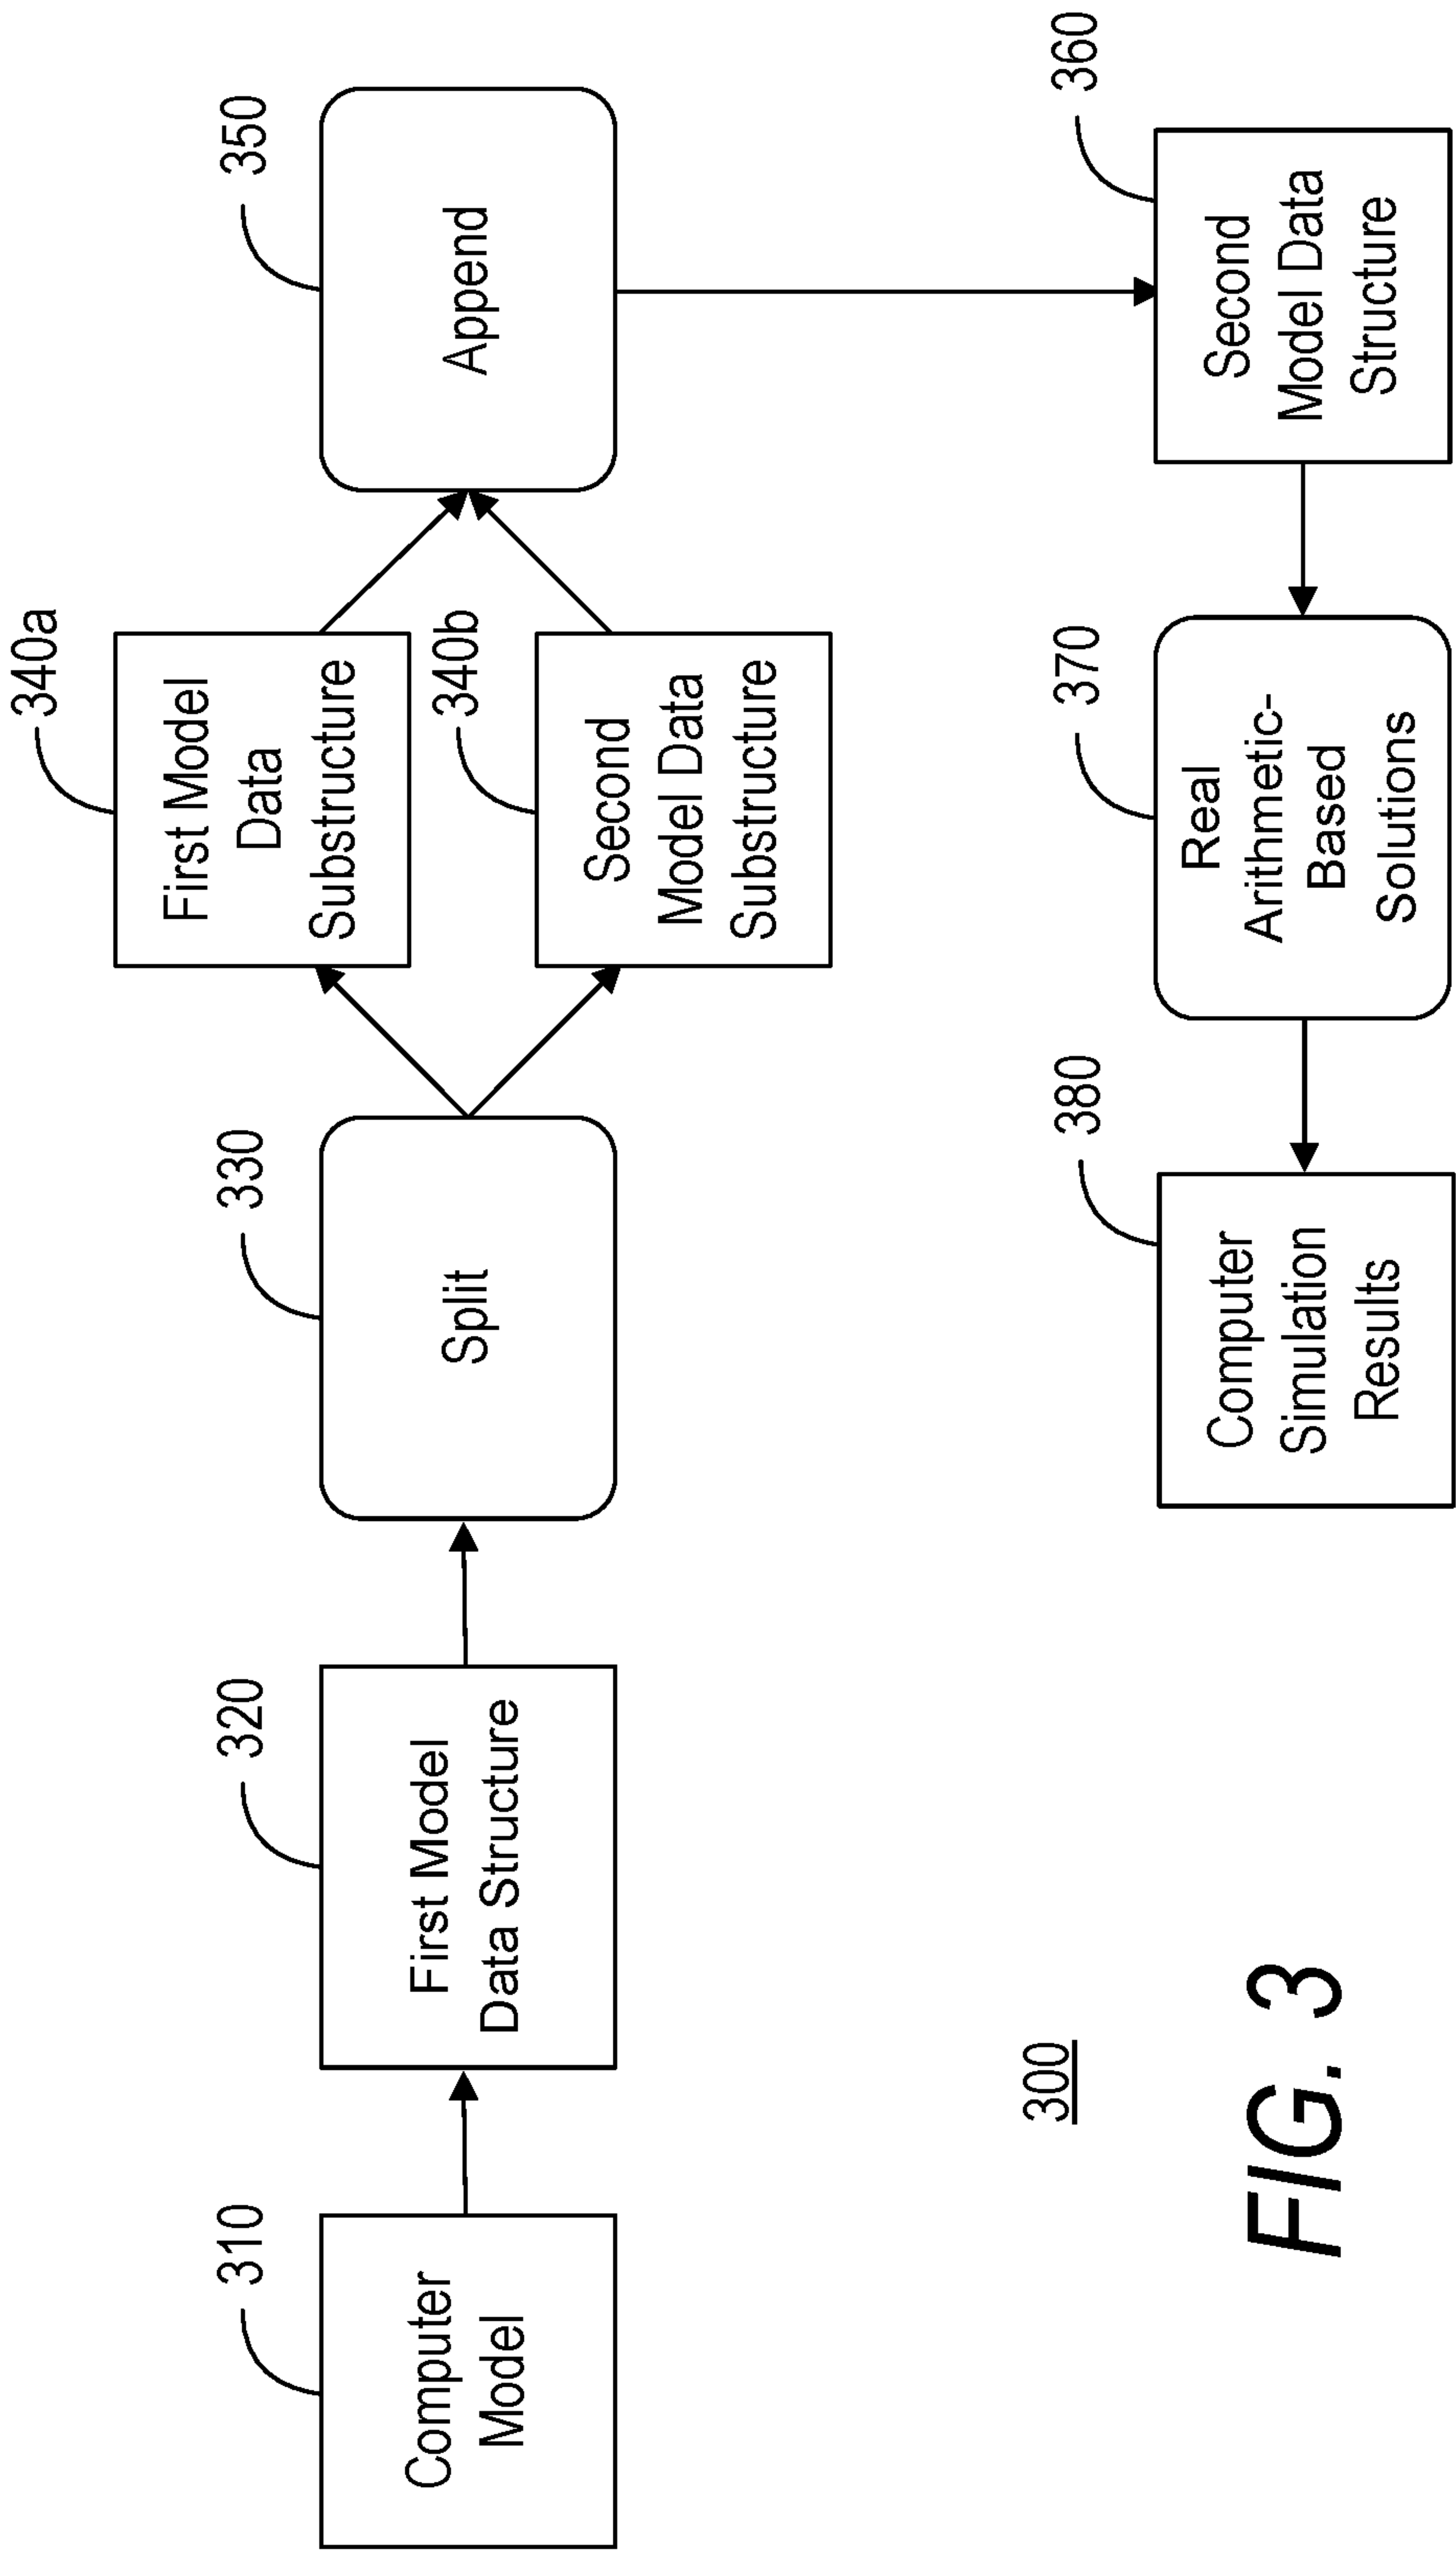 310
Computer
Model
320
First Model
Data Structure
330
Split
340a
First Model
Data
Substructure
340b
Second
Model Data
Substructure
350
Append
360
Second
Model Data
Structure
370
Real
Arithmetic-
Based
Solutions
380
Computer
Simulation
Results
300
FIG. 3